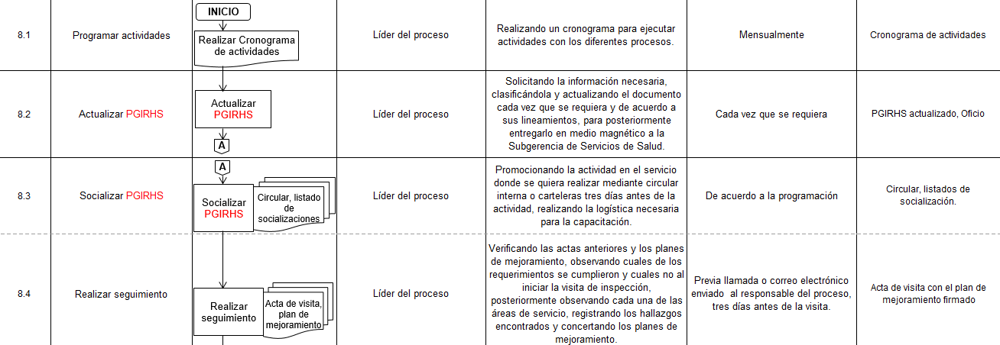 8.1
Programar actividades
INICIO
Realizar Cronograma
de actividades
Líder del proceso
Realizando un cronograma para ejecutar
actividades con los diferentes procesos.
Mensualmente
Cronograma de actividades
8.2
Actualizar PGIRHS
Actualizar
PGIRHS
A
Líder del proceso
Solicitando la información necesaria,
clasificándola y actualizando el documento
cada vez que se requiera y de acuerdo a
sus lineamientos, para posteriormente
entregarlo en medio magnético a la
Subgerencia de Servicios de Salud.
Cada vez que se requiera
PGIRHS actualizado, Oficio
8.3
Socializar PGIRHS
A
Socializar
PGIRHS
Circular, listado
de
socializaciones
Líder del proceso
Promocionando la actividad en el servicio
donde se quiera realizar mediante circular
interna o carteleras tres días antes de la
actividad, realizando la logística necesaria
para la capacitación.
De acuerdo a la programación
Circular, listados de
socialización.
8.4
Realizar seguimiento
Realizar
seguimiento
Acta de visita,
plan de
mejoramiento
Líder del proceso
Verificando las actas anteriores y los planes
de mejoramiento, observando cuales de los
requerimientos se cumplieron y cuales no al
iniciar la visita de inspección,
posteriormente observando cada una de las
áreas de servicio, registrando los hallazgos
encontrados y concertando los planes de
mejoramiento.
Previa llamada o correo electrónico
enviado al responsable del proceso,
tres días antes de la visita.
Acta de visita con el plan de
mejoramiento firmado